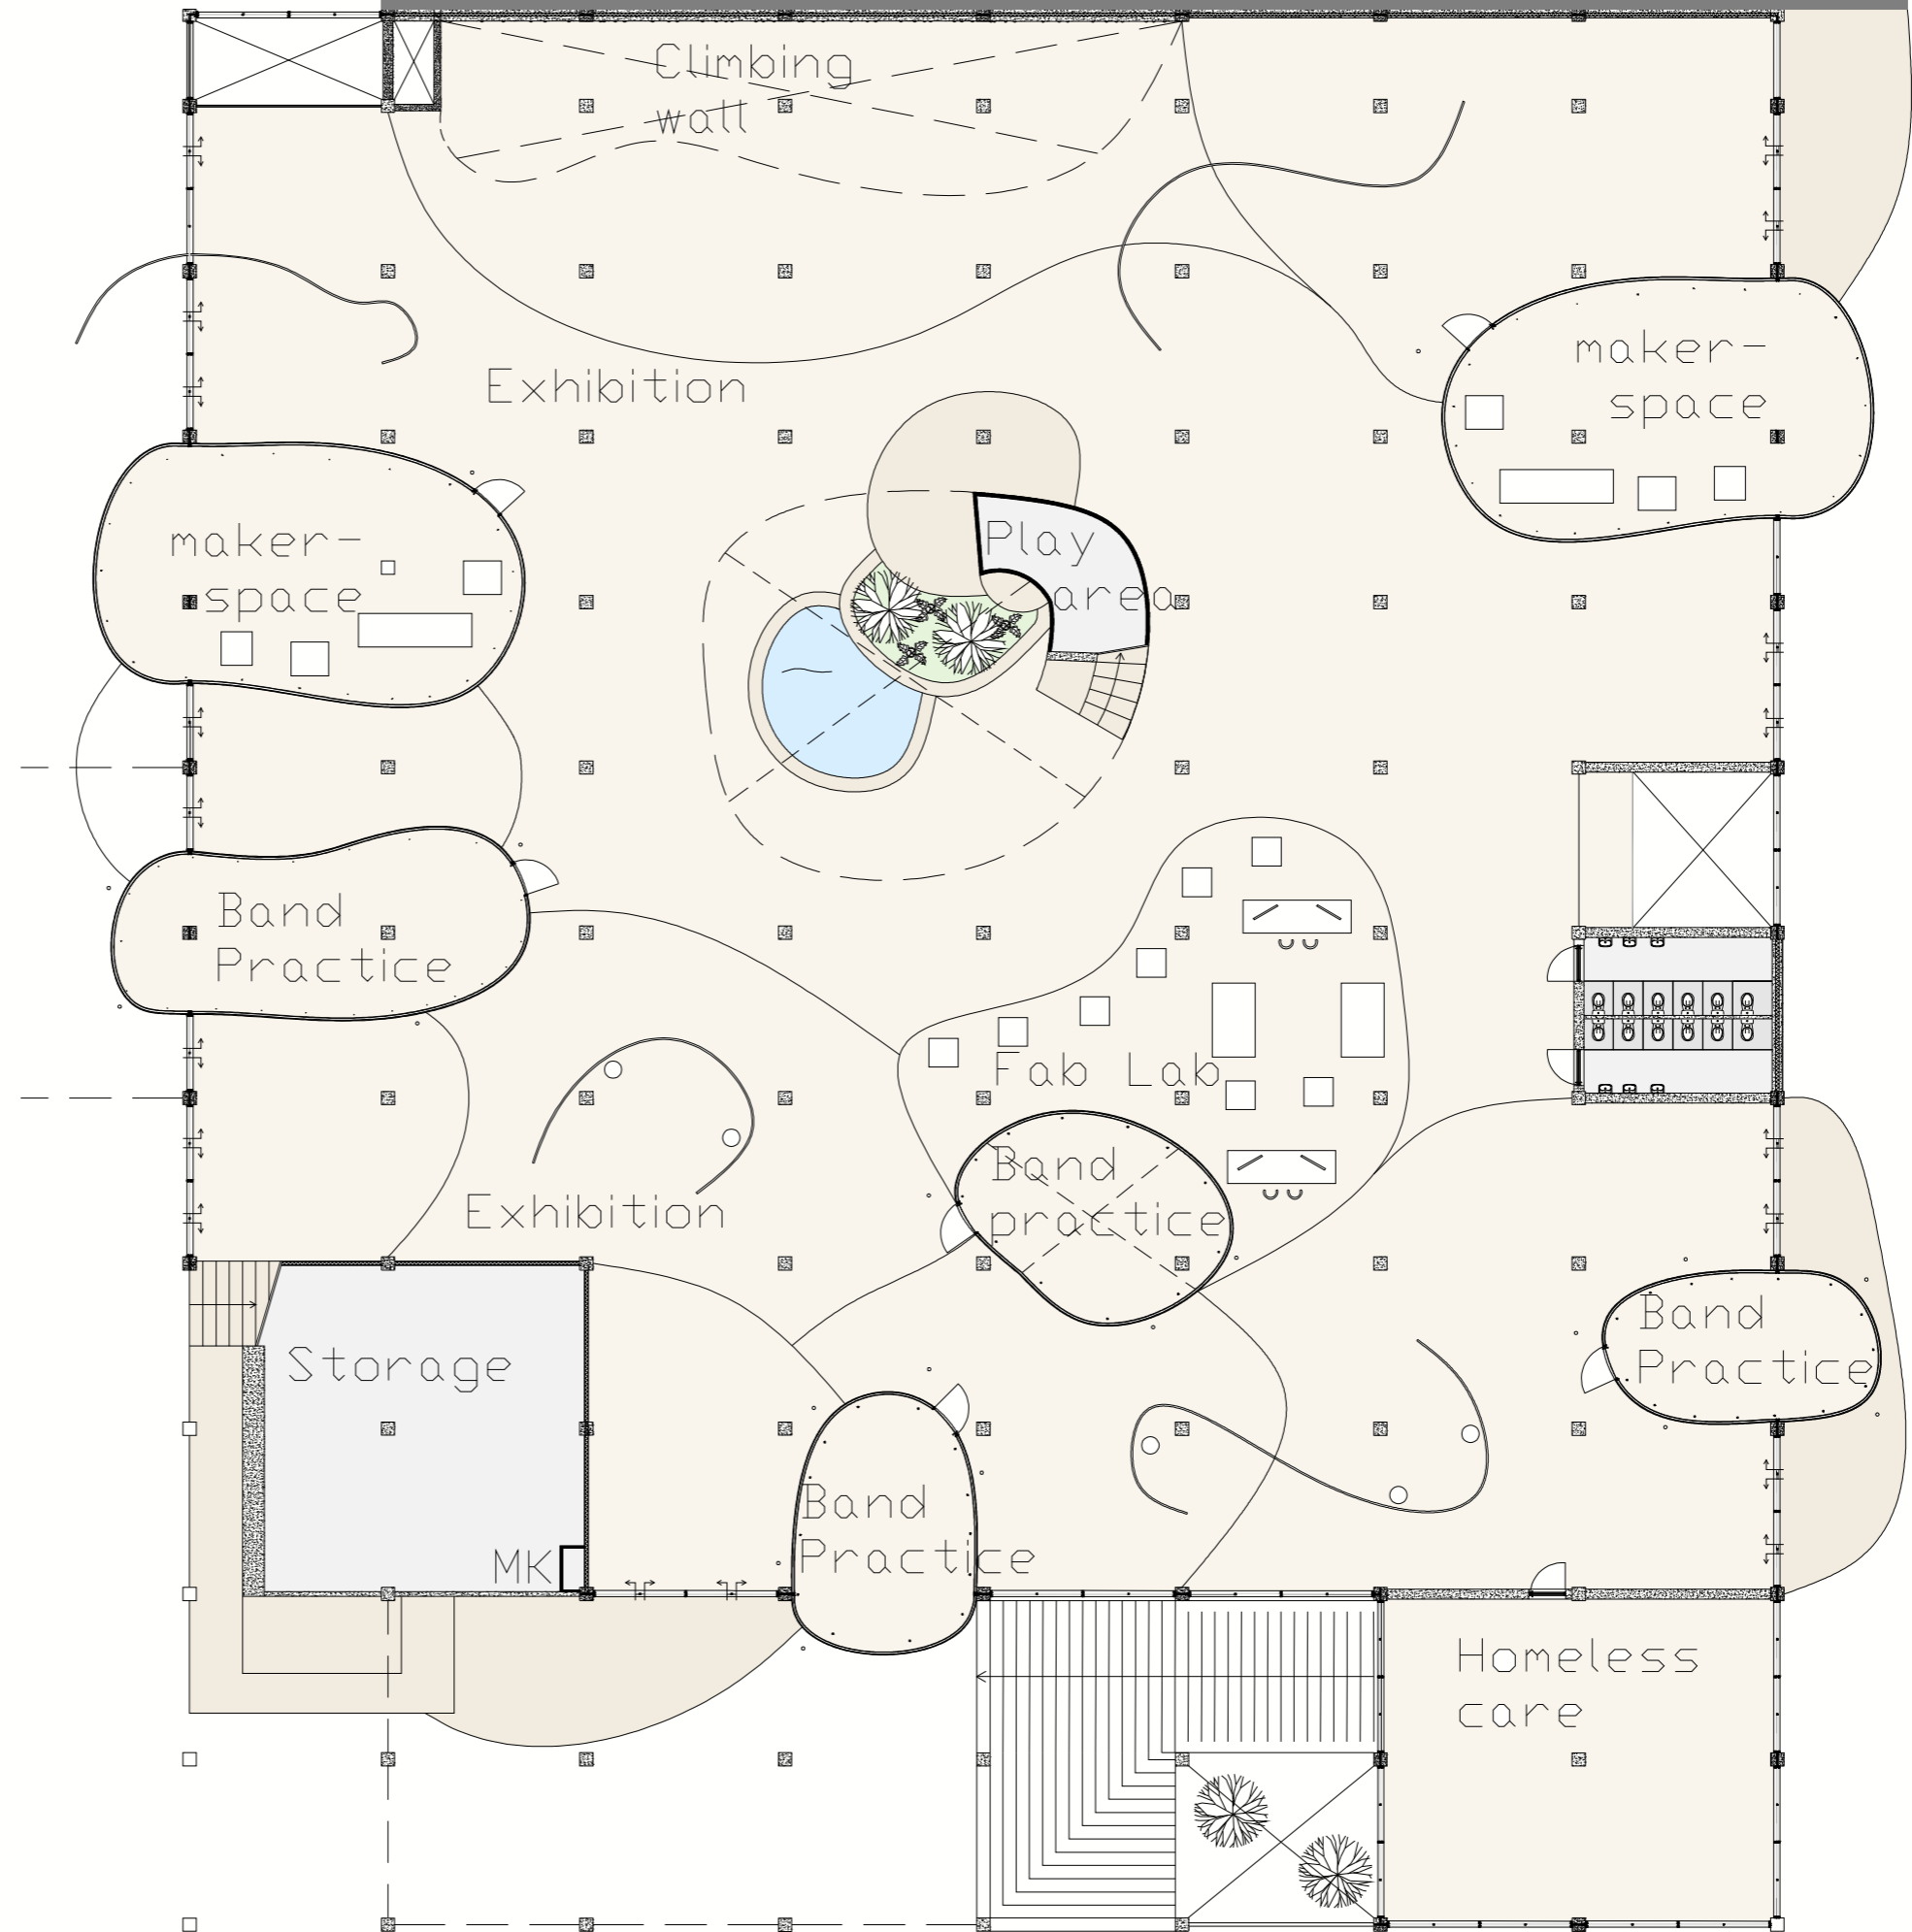 Climbing
wall
Exhibition
maker-
space
maker-
space
Play
area
Band
Practice
Fab Lab
Band
practice
Exhibition
Storage
MK
Band
Practice
Band
Practice
Homeless
care